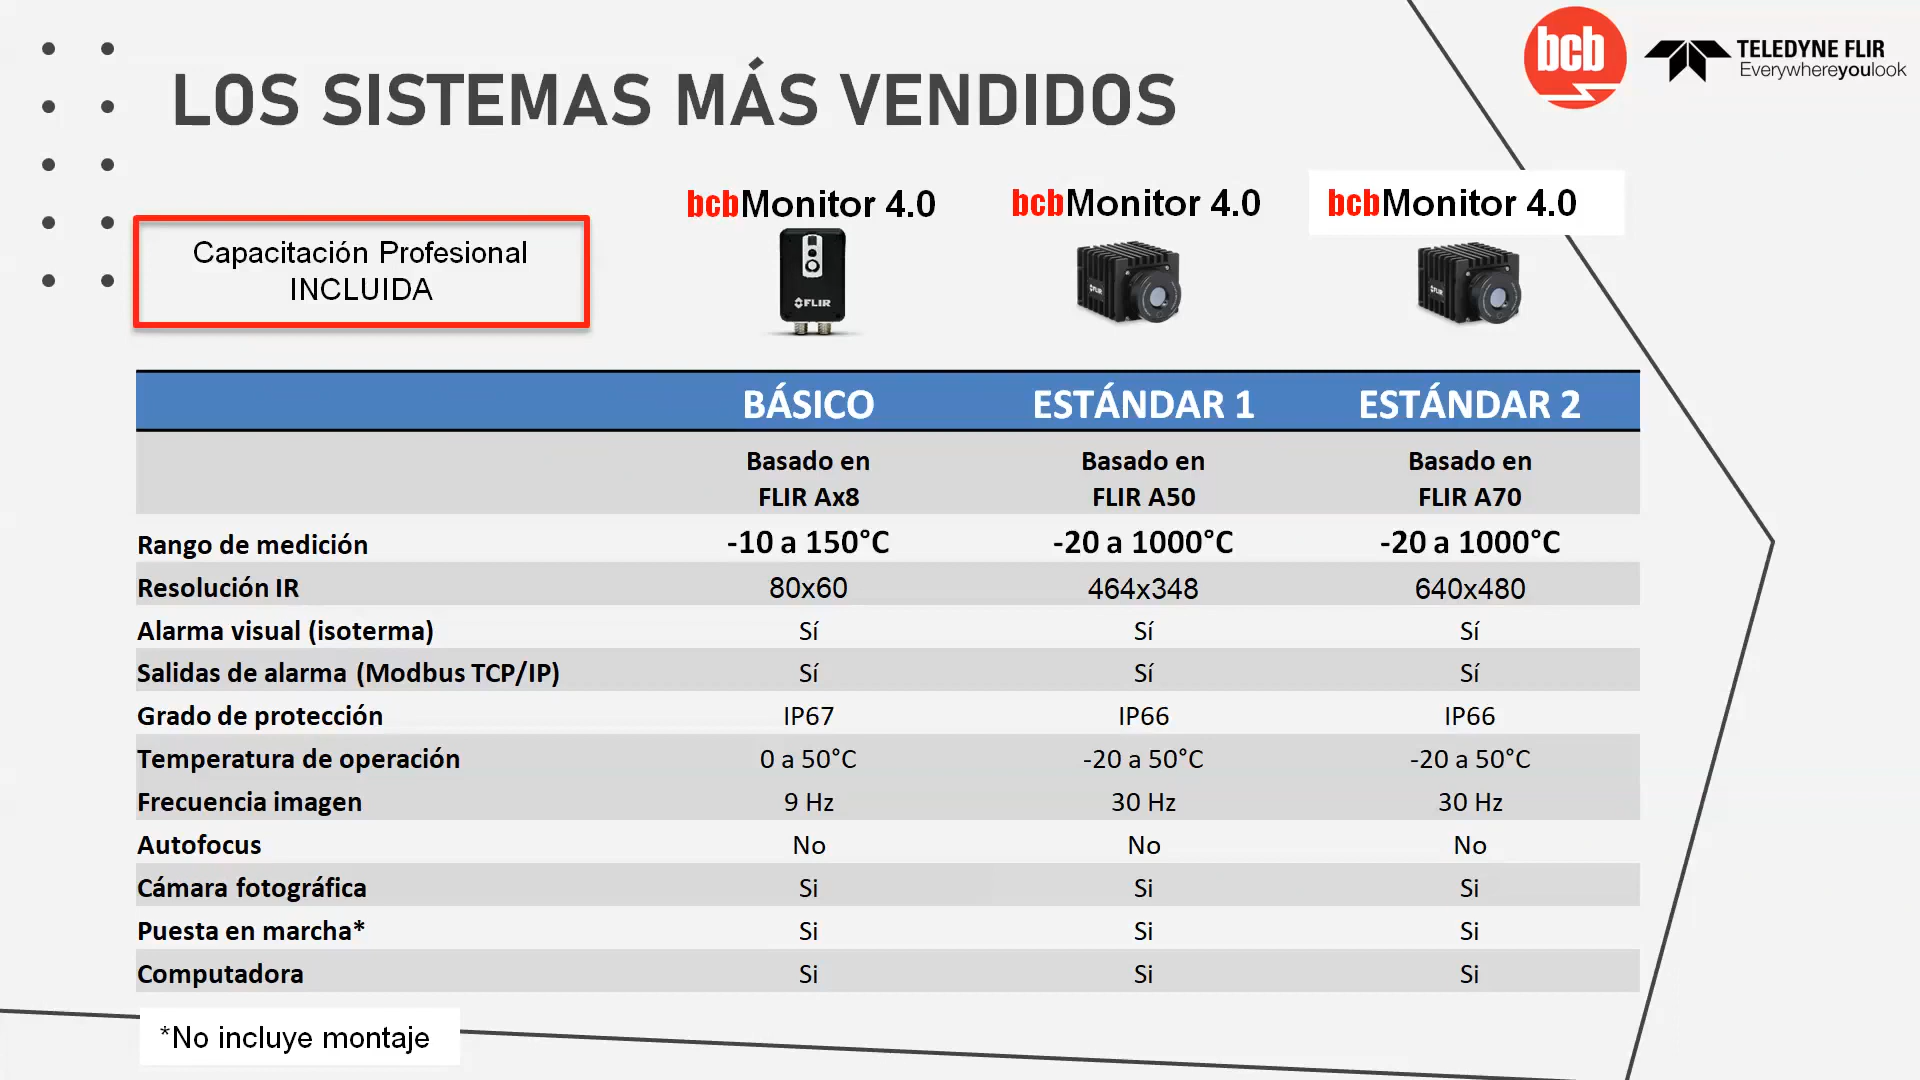 LOS SISTEMAS MÁS VENDIDOS
bcb
TELEDYNE FLIR
Everywhereyoulook
Capacitación Profesional
INCLUIDA
bcbMonitor 4.0 bcbMonitor 4.0 bcbMonitor 4.0
FLIR FLIR FLIR
BÁSICO ESTÁNDAR 1 ESTÁNDAR 2
Basado en Basado en Basado en
FLIR Ax8 FLIR A50 FLIR A70
Rango de medición -10 a 150°C -20 a 1000°C -20 a 1000°C
Resolución IR 80x60 464x348 640x480
Alarma visual (isoterma) Sí Sí Sí
Salidas de alarma (Modbus TCP/IP) Sí Sí Sí
Grado de protección IP67 IP66 IP66
Temperatura de operación 0 a 50°C -20 a 50°C -20 a 50°C
Frecuencia imagen 9 Hz 30 Hz 30 Hz
Autofocus No No No
Cámara fotográfica Si Si Si
Puesta en marcha* Si Si Si
Computadora Si Si Si
*No incluye montaje